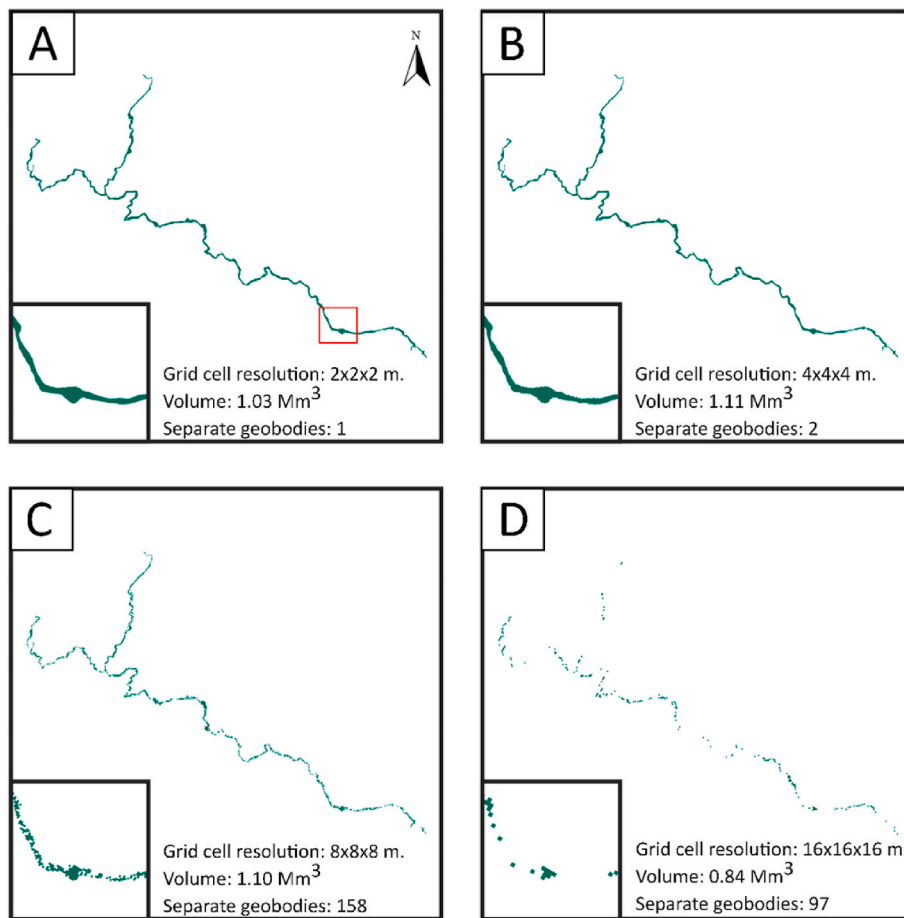 A
N
Grid cell resolution: 2x2x2 m.
Volume: 1.03 Mm³
Separate geobodies: 1
B
Grid cell resolution: 4x4x4 m.
Volume: 1.11 Mm³
Separate geobodies: 2
C
Grid cell resolution: 8x8x8 m.
Volume: 1.10 Mm³
Separate geobodies: 158
D
Grid cell resolution: 16x16x16 m
Volume: 0.84 Mm³
Separate geobodies: 97